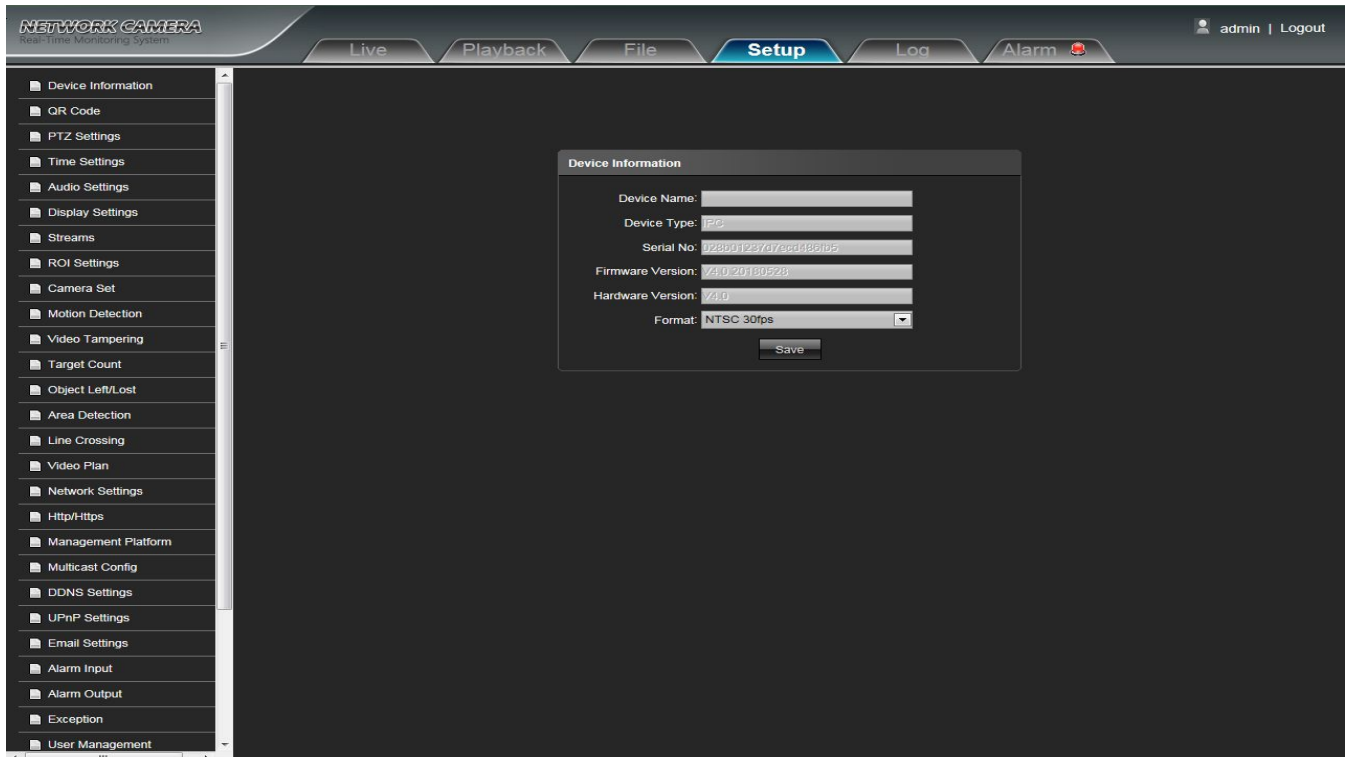 NETWORK CAMERA
Real-Time Monitoring System
Live
Playback
File
Setup
Log
Alarm
admin | Logout
Device Information
QR Code
PTZ Settings
Time Settings
Audio Settings
Display Settings
Streams
ROI Settings
Camera Set
Motion Detection
Video Tampering
Target Count
Object Left/Lost
Area Detection
Line Crossing
Video Plan
Network Settings
Http/Https
Management Platform
Multicast Config
DDNS Settings
UPnP Settings
Email Settings
Alarm Input
Alarm Output
Exception
User Management
Device Information
Device Name:
Device Type: IPC
Serial No:
Firmware Version: V4.0 20180528
Hardware Version: V4.0
Format: NTSC 30fps
Save